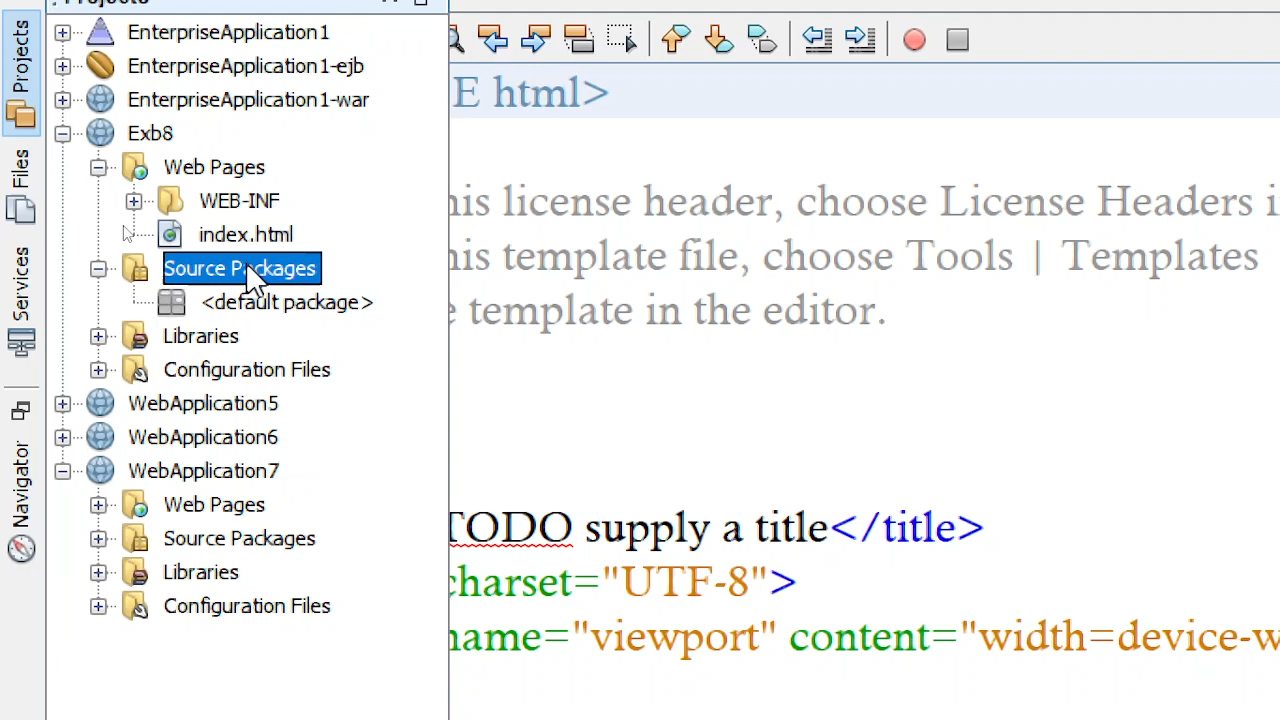 Projects
EnterpriseApplication1
EnterpriseApplication1-ejb
EnterpriseApplication1-war
Exb8
Web Pages
WEB-INF
index.html
Source Packages
<default package>
Libraries
Configuration Files
WebApplication5
WebApplication6
WebApplication7
Web Pages
Source Packages
Libraries
Configuration Files
Projects
Files
Services
Navigator
E html>
his license header, choose License Headers i
his template file, choose Tools | Templates
e template in the editor.
TODO supply a title</title>
charset="UTF-8">
name="viewport" content="width=device-w